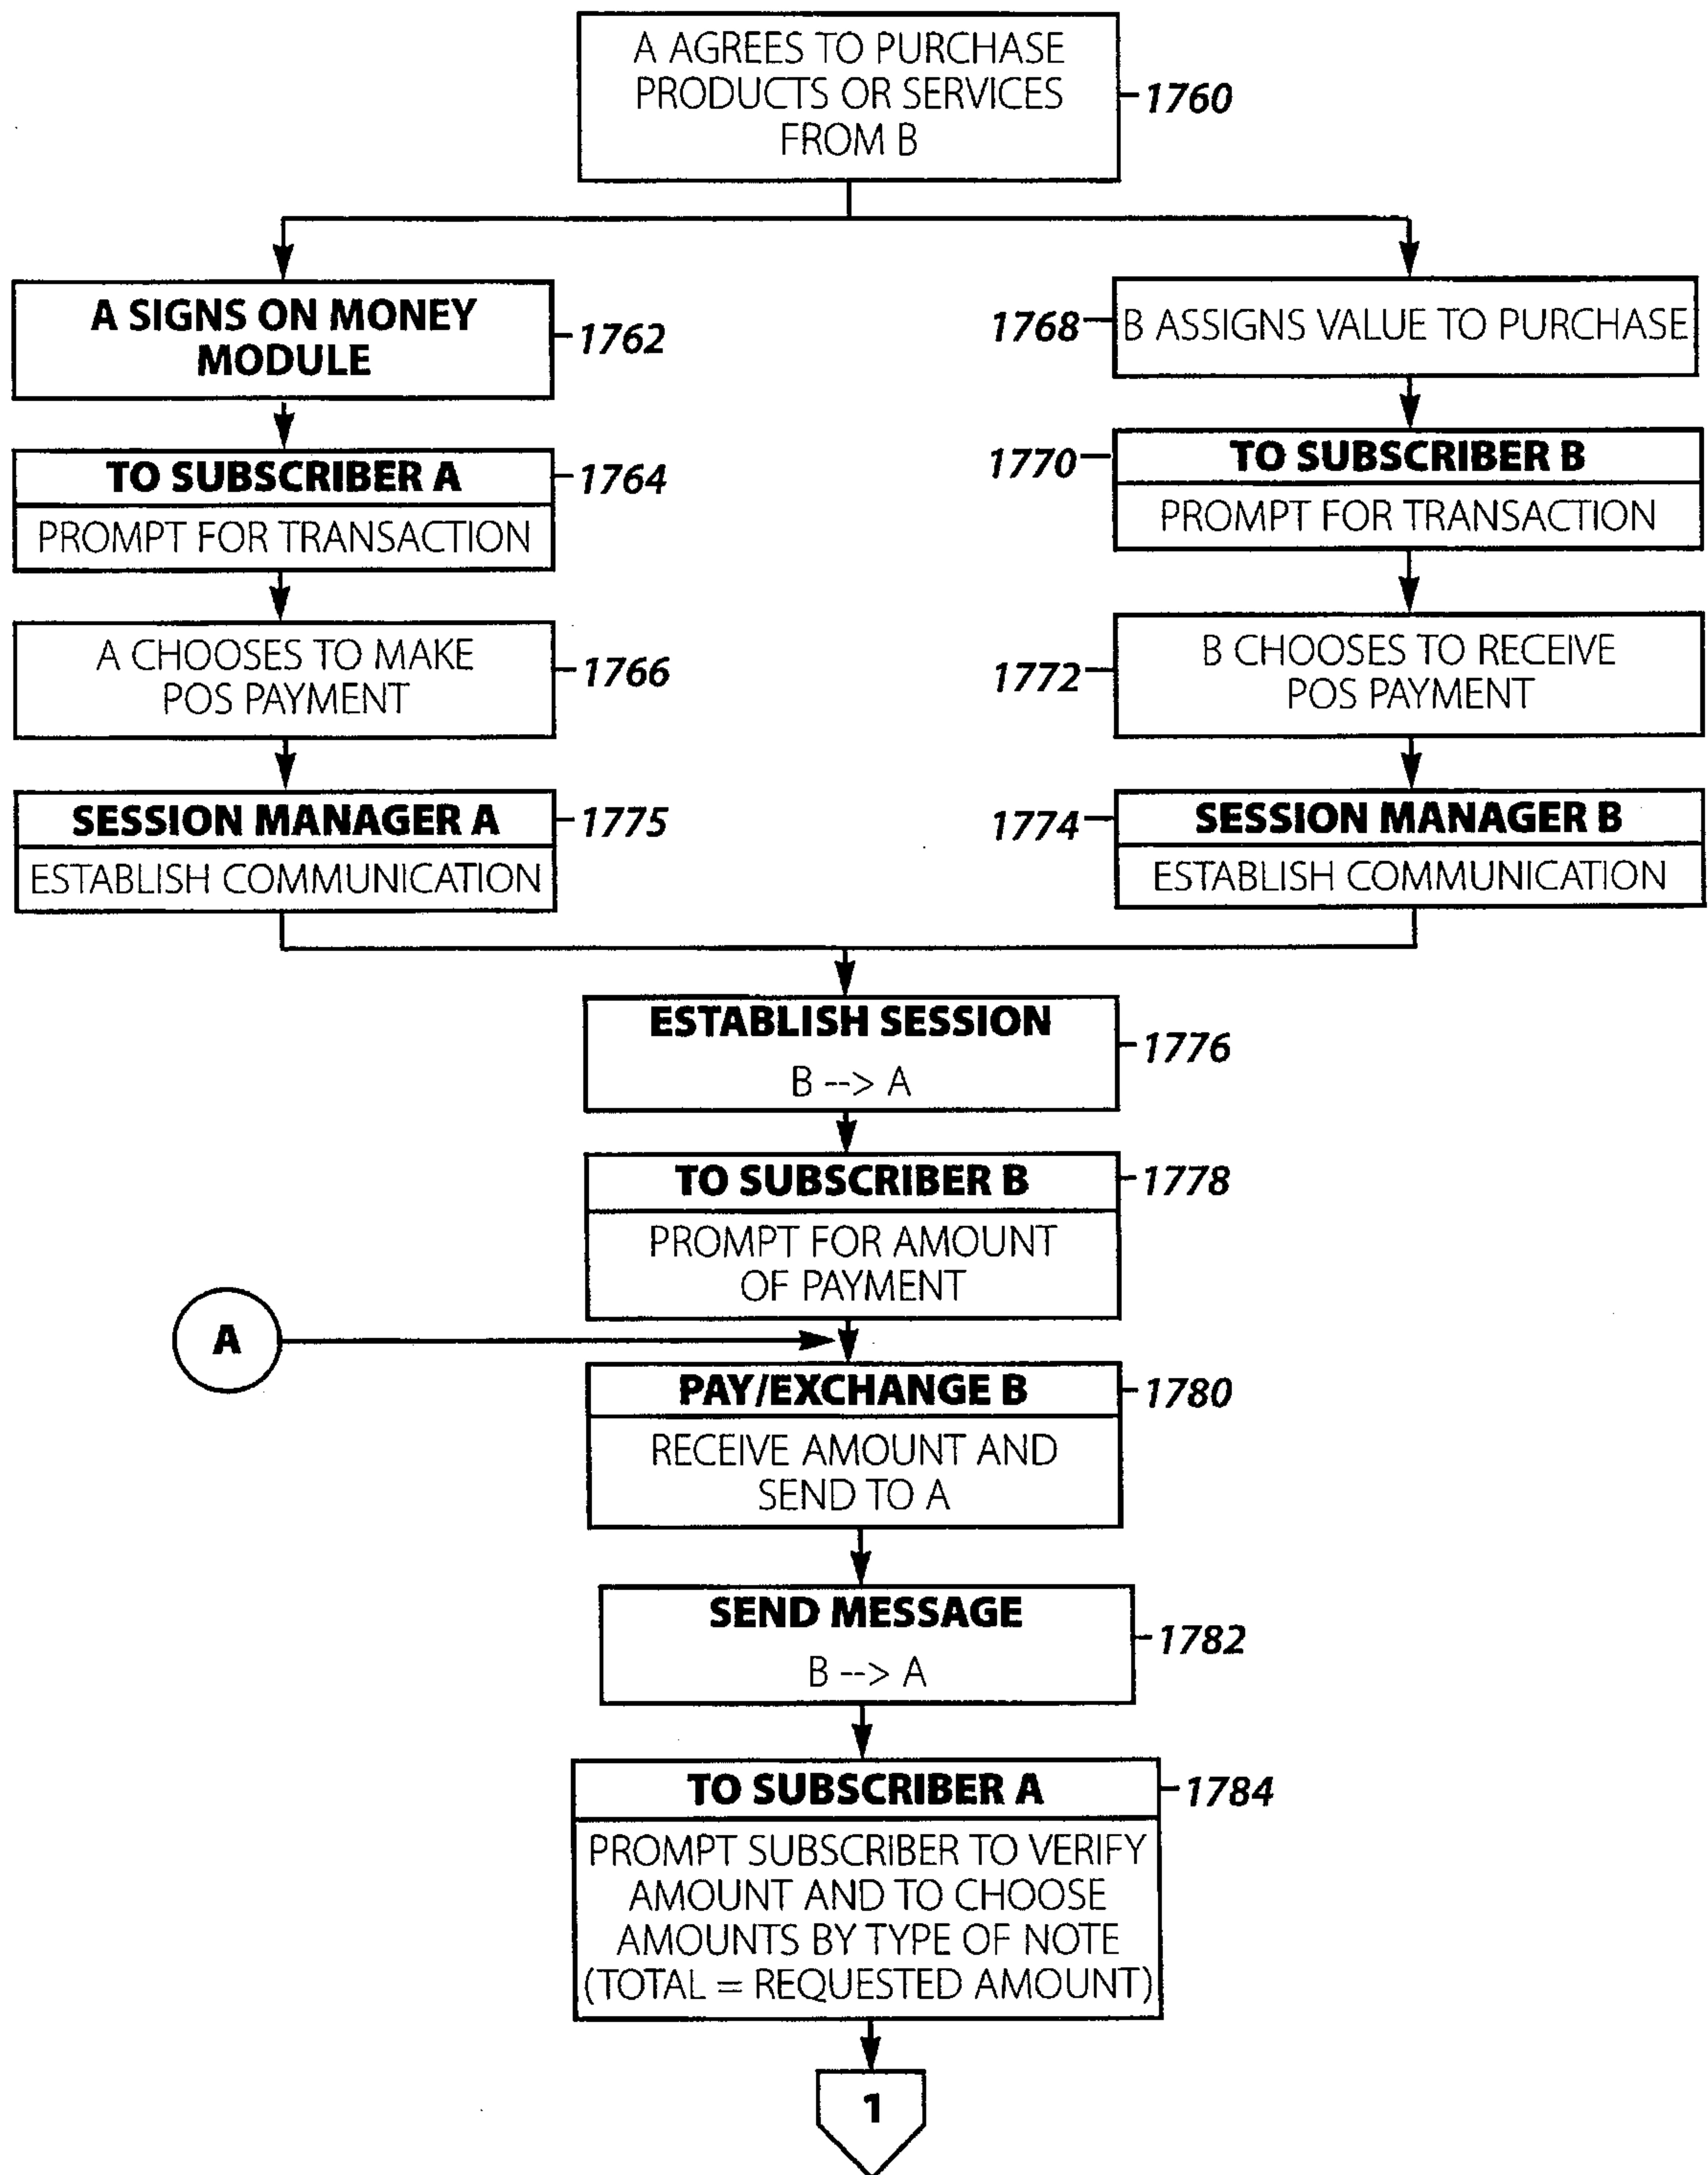 A AGREES TO PURCHASE
PRODUCTS OR SERVICES
FROM B
1760
A SIGNS ON MONEY
MODULE
1762
TO SUBSCRIBER A
1764
PROMPT FOR TRANSACTION
A CHOOSES TO MAKE
POS PAYMENT
1766
SESSION MANAGER A
1775
ESTABLISH COMMUNICATION
1768
B ASSIGNS VALUE TO PURCHASE
1770
TO SUBSCRIBER B
PROMPT FOR TRANSACTION
1772
B CHOOSES TO RECEIVE
POS PAYMENT
1774
SESSION MANAGER B
ESTABLISH COMMUNICATION
ESTABLISH SESSION
1776
B --> A
TO SUBSCRIBER B
1778
PROMPT FOR AMOUNT
OF PAYMENT
A
PAY/EXCHANGE B
1780
RECEIVE AMOUNT AND
SEND TO A
SEND MESSAGE
1782
B --> A
TO SUBSCRIBER A
1784
PROMPT SUBSCRIBER TO VERIFY
AMOUNT AND TO CHOOSE
AMOUNTS BY TYPE OF NOTE
(TOTAL = REQUESTED AMOUNT)
1